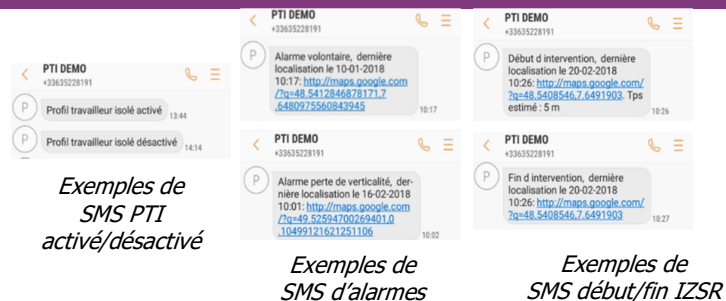 PTI DEMO
+33635228191
P
Profil travailleur isolé activé
13:44
P
Profil travailleur isolé désactivé
14:14
Exemples de
SMS PTI
activé/désactivé
PTI DEMO
+33635228191
P
Alarme volontaire, dernière
localisation le 10-01-2018
10:17: http://maps.google.com
/?q=48.5412846878171,7
.6480975560843945
10:17
PTI DEMO
+33635228191
P
Alarme perte de verticalité, der-
nière localisation le 16-02-2018
10:01: http://maps.google.com
/?q=49.52594700269401,0
.10499121621251106
10:02
Exemples de
SMS d'alarmes
PTI DEMO
+33635228191
P
Début d intervention, dernière
localisation le 20-02-2018
10:26: http://maps.google.com/
?q=48.5408546,7.6491903. Tps
estimé : 5 m
10:26
PTI DEMO
+33635228191
P
Fin d intervention, dernière
localisation le 20-02-2018
10:26: http://maps.google.com/
?q=48.5408546,7.6491903
10:27
Exemples de
SMS début/fin IZSR